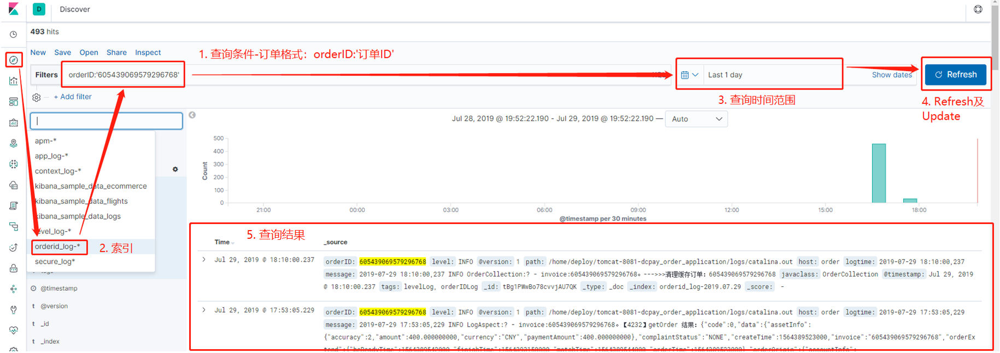 D Discover
493 hits
New Save Open Share Inspect
1. 查询条件-订单格式：orderID:'订单ID'
Filters orderID:'605439069579296768'
Last 1 day
Show dates
Refresh
+ Add filter
3. 查询时间范围
4. Refresh及
Update
Jul 28, 2019 @ 19:52:22.190 - Jul 29, 2019 @ 19:52:22.190 —
Auto
apm-*
app_log-*
context_log-*
kibana_sample_data_ecommerce
kibana_sample_data_flights
kibana_sample_data_logs
level_log-*
orderid_log-*
2. 索引
secure_log*
t @timestamp
t @version
t _id
t _index
500
400
300
200
100
0
Count
21:00 00:00 03:00 06:00 09:00 12:00 15:00 18:00
@timestamp per 30 minutes
5. 查询结果
Time _source
Jul 29, 2019 @ 18:10:00.237
orderID: 605439069579296768 level: INFO @version: 1 path: /home/deploy/tomcat-8081-dcpay_order_application/logs/catalina.out host: order logtime: 2019-07-29 18:10:00,237
message: 2019-07-29 18:10:00,237 INFO OrderCollection:? - invoice:605439069579296768。--->>>清理缓存订单：605439069579296768 javaclass: OrderCollection @timestamp: Jul 29, 2019
@ 18:10:00.237 tags: levelLog, orderIDLog _id: tBg1PWwBo78cvvjAU7QK _type: _doc _index: orderid_log-2019.07.29 _score: -
Jul 29, 2019 @ 17:53:05.229
orderID: 605439069579296768 level: INFO @version: 1 path: /home/deploy/tomcat-8081-dcpay_order_application/logs/catalina.out host: order logtime: 2019-07-29 17:53:05,229
message: 2019-07-29 17:53:05,229 INFO LogAspect:? - invoice:605439069579296768。【4232】getOrder 结果：{"code":0,"data":{"assetInfo":
{"accuracy":2,"amount":400.000000000,"currency":"CNY","paymentAmount":400.000000000},"complaintStatus":"NONE","createTime":1564389523000,"invoice":"605439069579296768","orderEx